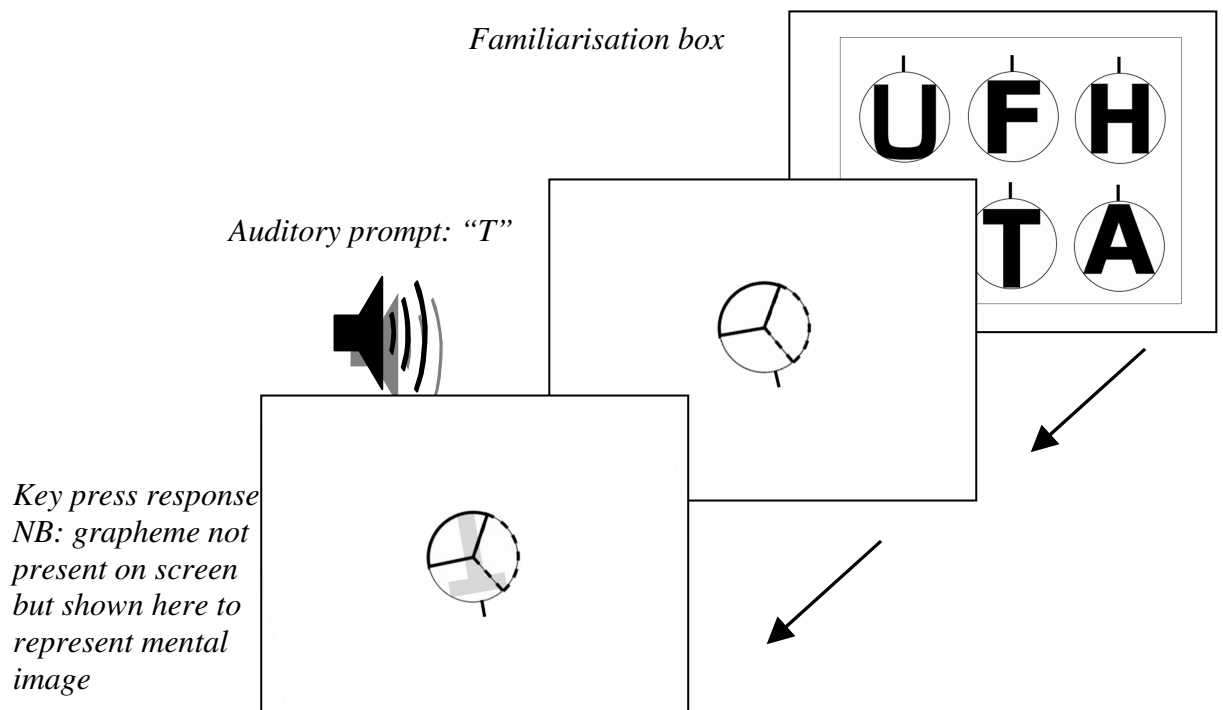 Familiarisation box
U F H
T A
Auditory prompt: “T”
Key press response
NB: grapheme not
present on screen
but shown here to
represent mental
image